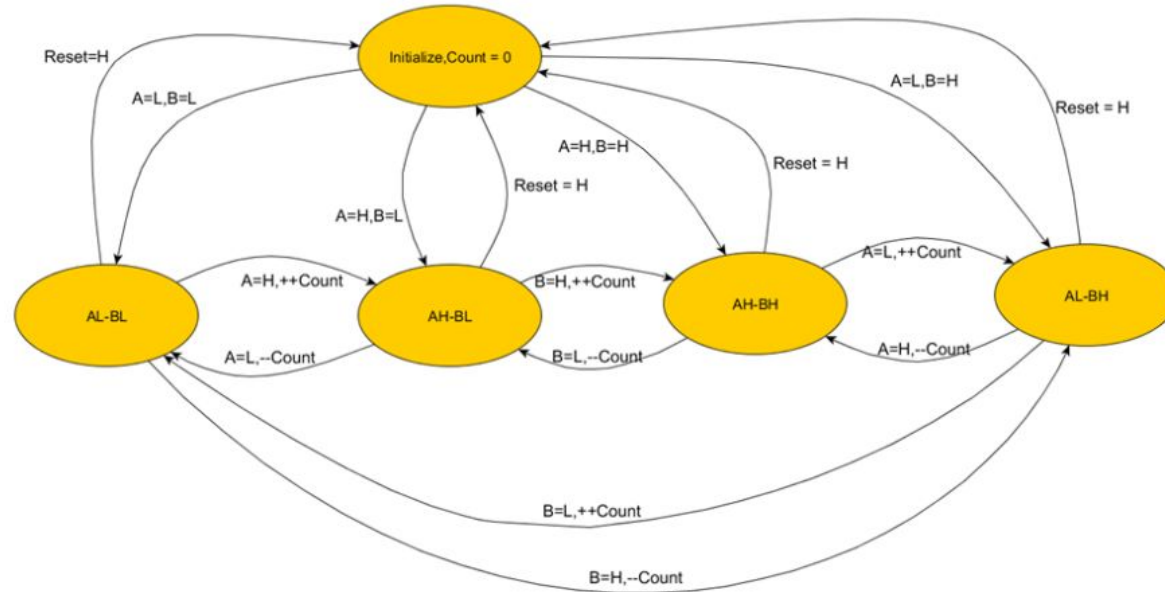 Initialize,Count = 0
Reset=H
A=L,B=H
A=L,B=L
Reset = H
A=H,B=H
Reset = H
Reset = H
A=H,B=L
A=L,++Count
A=H,++Count
B=H,++Count
AL-BL
AH-BL
AH-BH
AL-BH
A=L,--Count
B=L,--Count
A=H,--Count
B=L,++Count
B=H,--Count